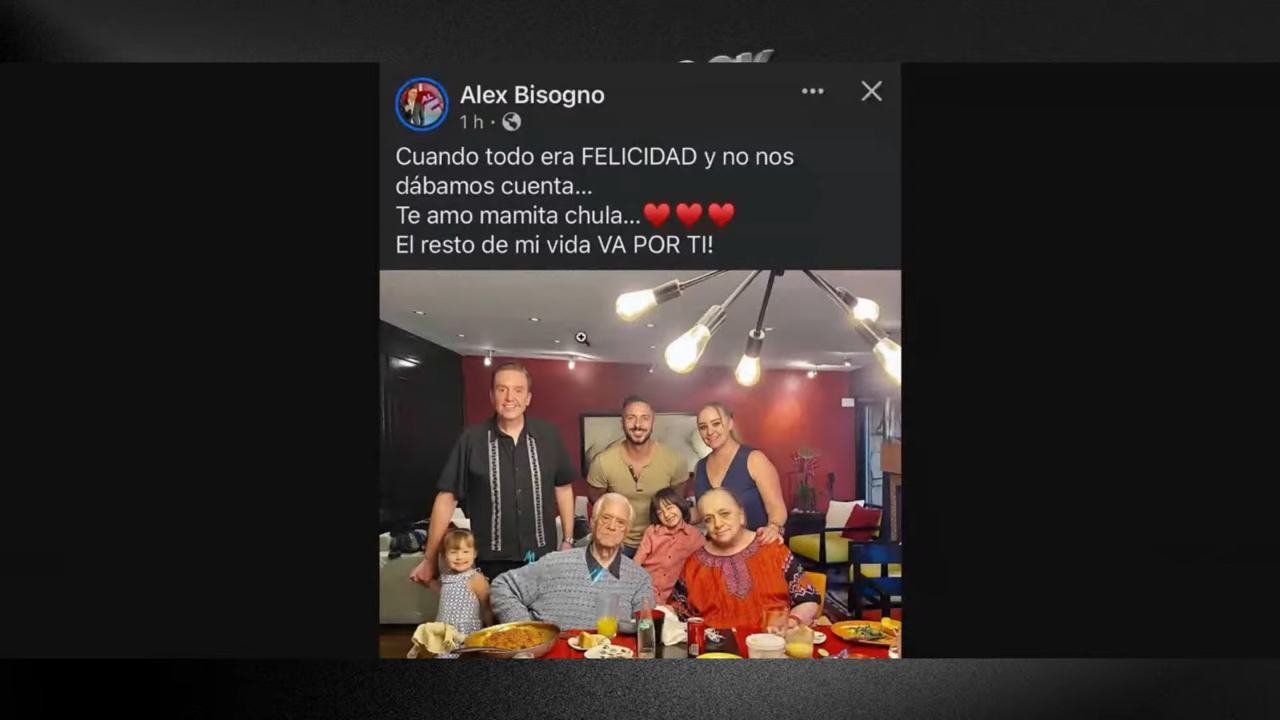 Alex Bisogno
1 h ·
Cuando todo era FELICIDAD y no nos
dábamos cuenta...
Te amo mamita chula...❤️❤️❤️
El resto de mi vida VA POR TI!